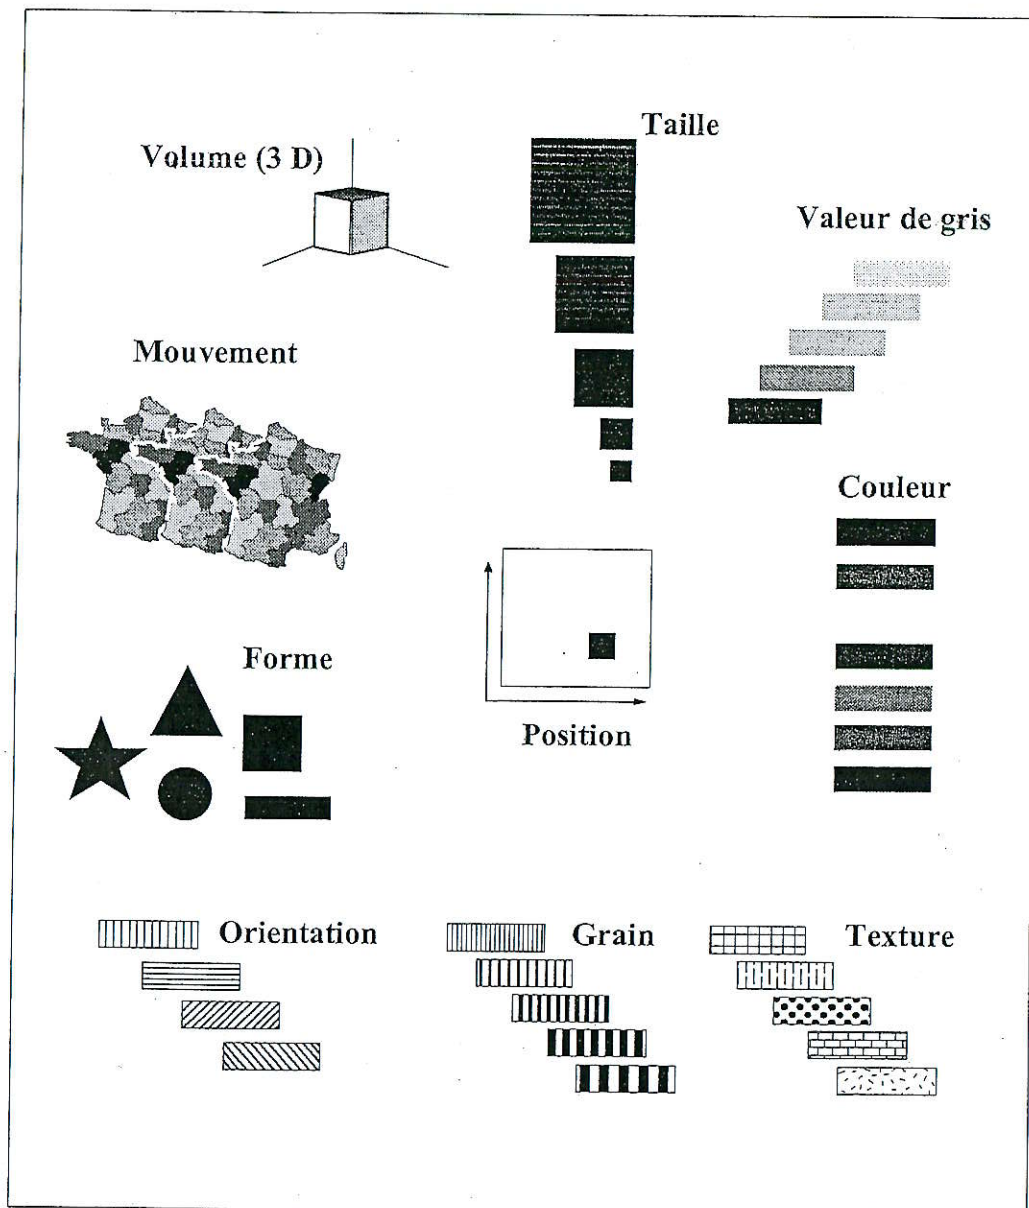 Taille
Volume (3 D)
Valeur de gris
Mouvement
Couleur
Forme
Position
Orientation
Grain
Texture